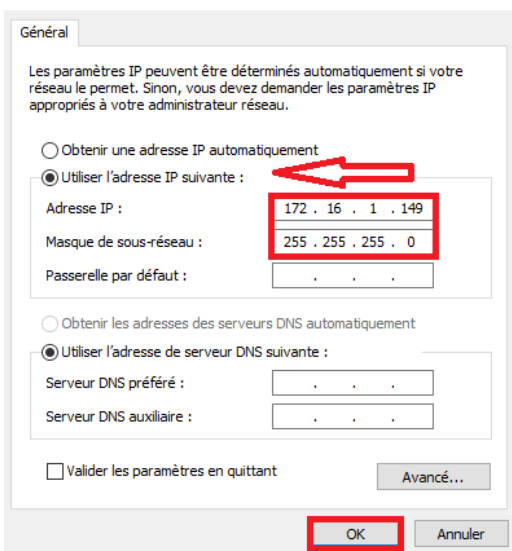 Général
Les paramètres IP peuvent être déterminés automatiquement si votre
réseau le permet. Sinon, vous devez demander les paramètres IP
appropriés à votre administrateur réseau.
Obtenir une adresse IP automatiquement
Utiliser l'adresse IP suivante :
Adresse IP : 172 . 16 . 1 . 149
Masque de sous-réseau : 255 . 255 . 255 . 0
Passerelle par défaut : . . .
Obtenir les adresses des serveurs DNS automatiquement
Utiliser l'adresse de serveur DNS suivante :
Serveur DNS préféré : . . .
Serveur DNS auxiliaire : . . .
Valider les paramètres en quittant
Avancé...
OK Annuler